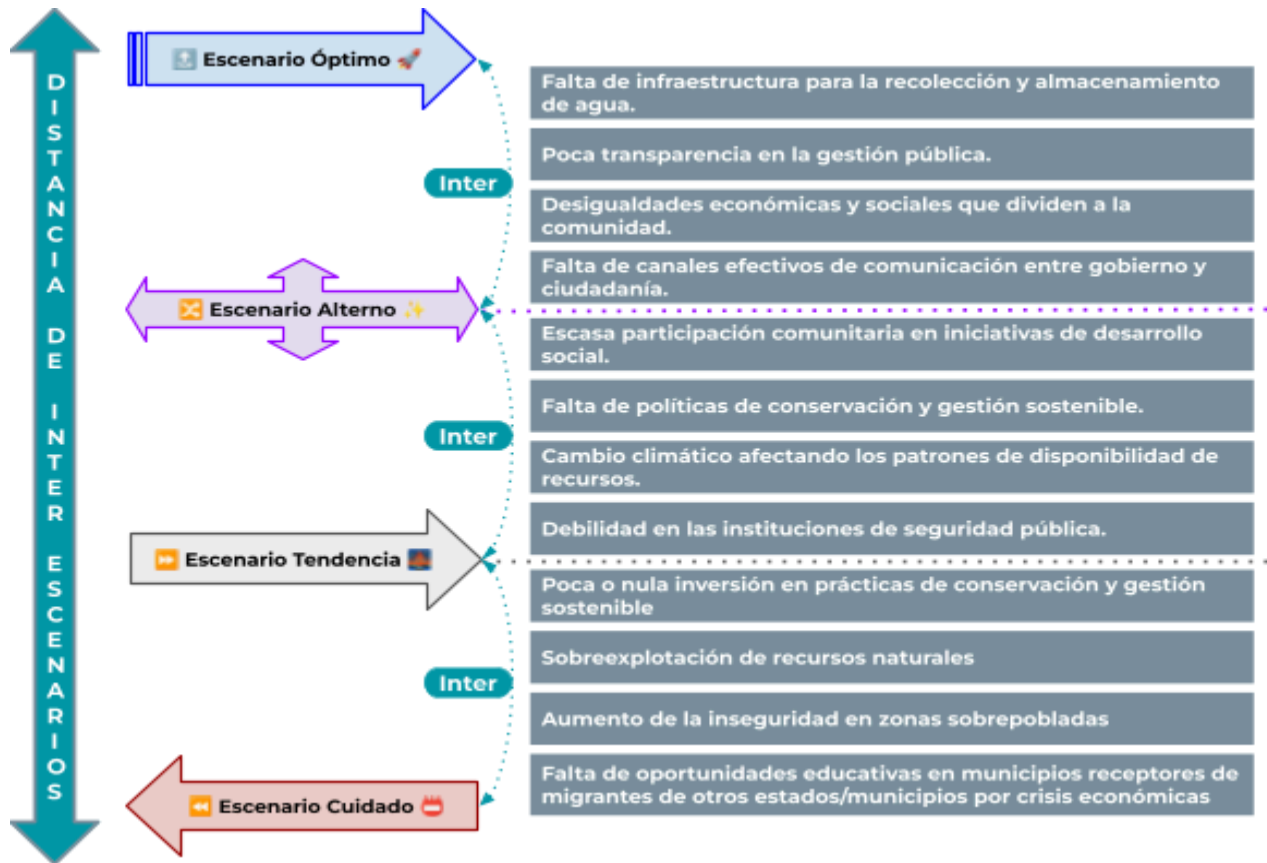 DISTANCIA DE INTER ESCENARIOS
Escenario Óptimo
Falta de infraestructura para la recolección y almacenamiento
de agua.
Poca transparencia en la gestión pública.
Inter
Desigualdades económicas y sociales que dividen a la
comunidad.
Falta de canales efectivos de comunicación entre gobierno y
ciudadanía.
Escenario Alterno
Escasa participación comunitaria en iniciativas de desarrollo
social.
Falta de políticas de conservación y gestión sostenible.
Inter
Cambio climático afectando los patrones de disponibilidad de
recursos.
Debilidad en las instituciones de seguridad pública.
Escenario Tendencia
Poca o nula inversión en prácticas de conservación y gestión
sostenible
Sobreexplotación de recursos naturales
Inter
Aumento de la inseguridad en zonas sobrepobladas
Falta de oportunidades educativas en municipios receptores de
migrantes de otros estados/municipios por crisis económicas
Escenario Cuidado